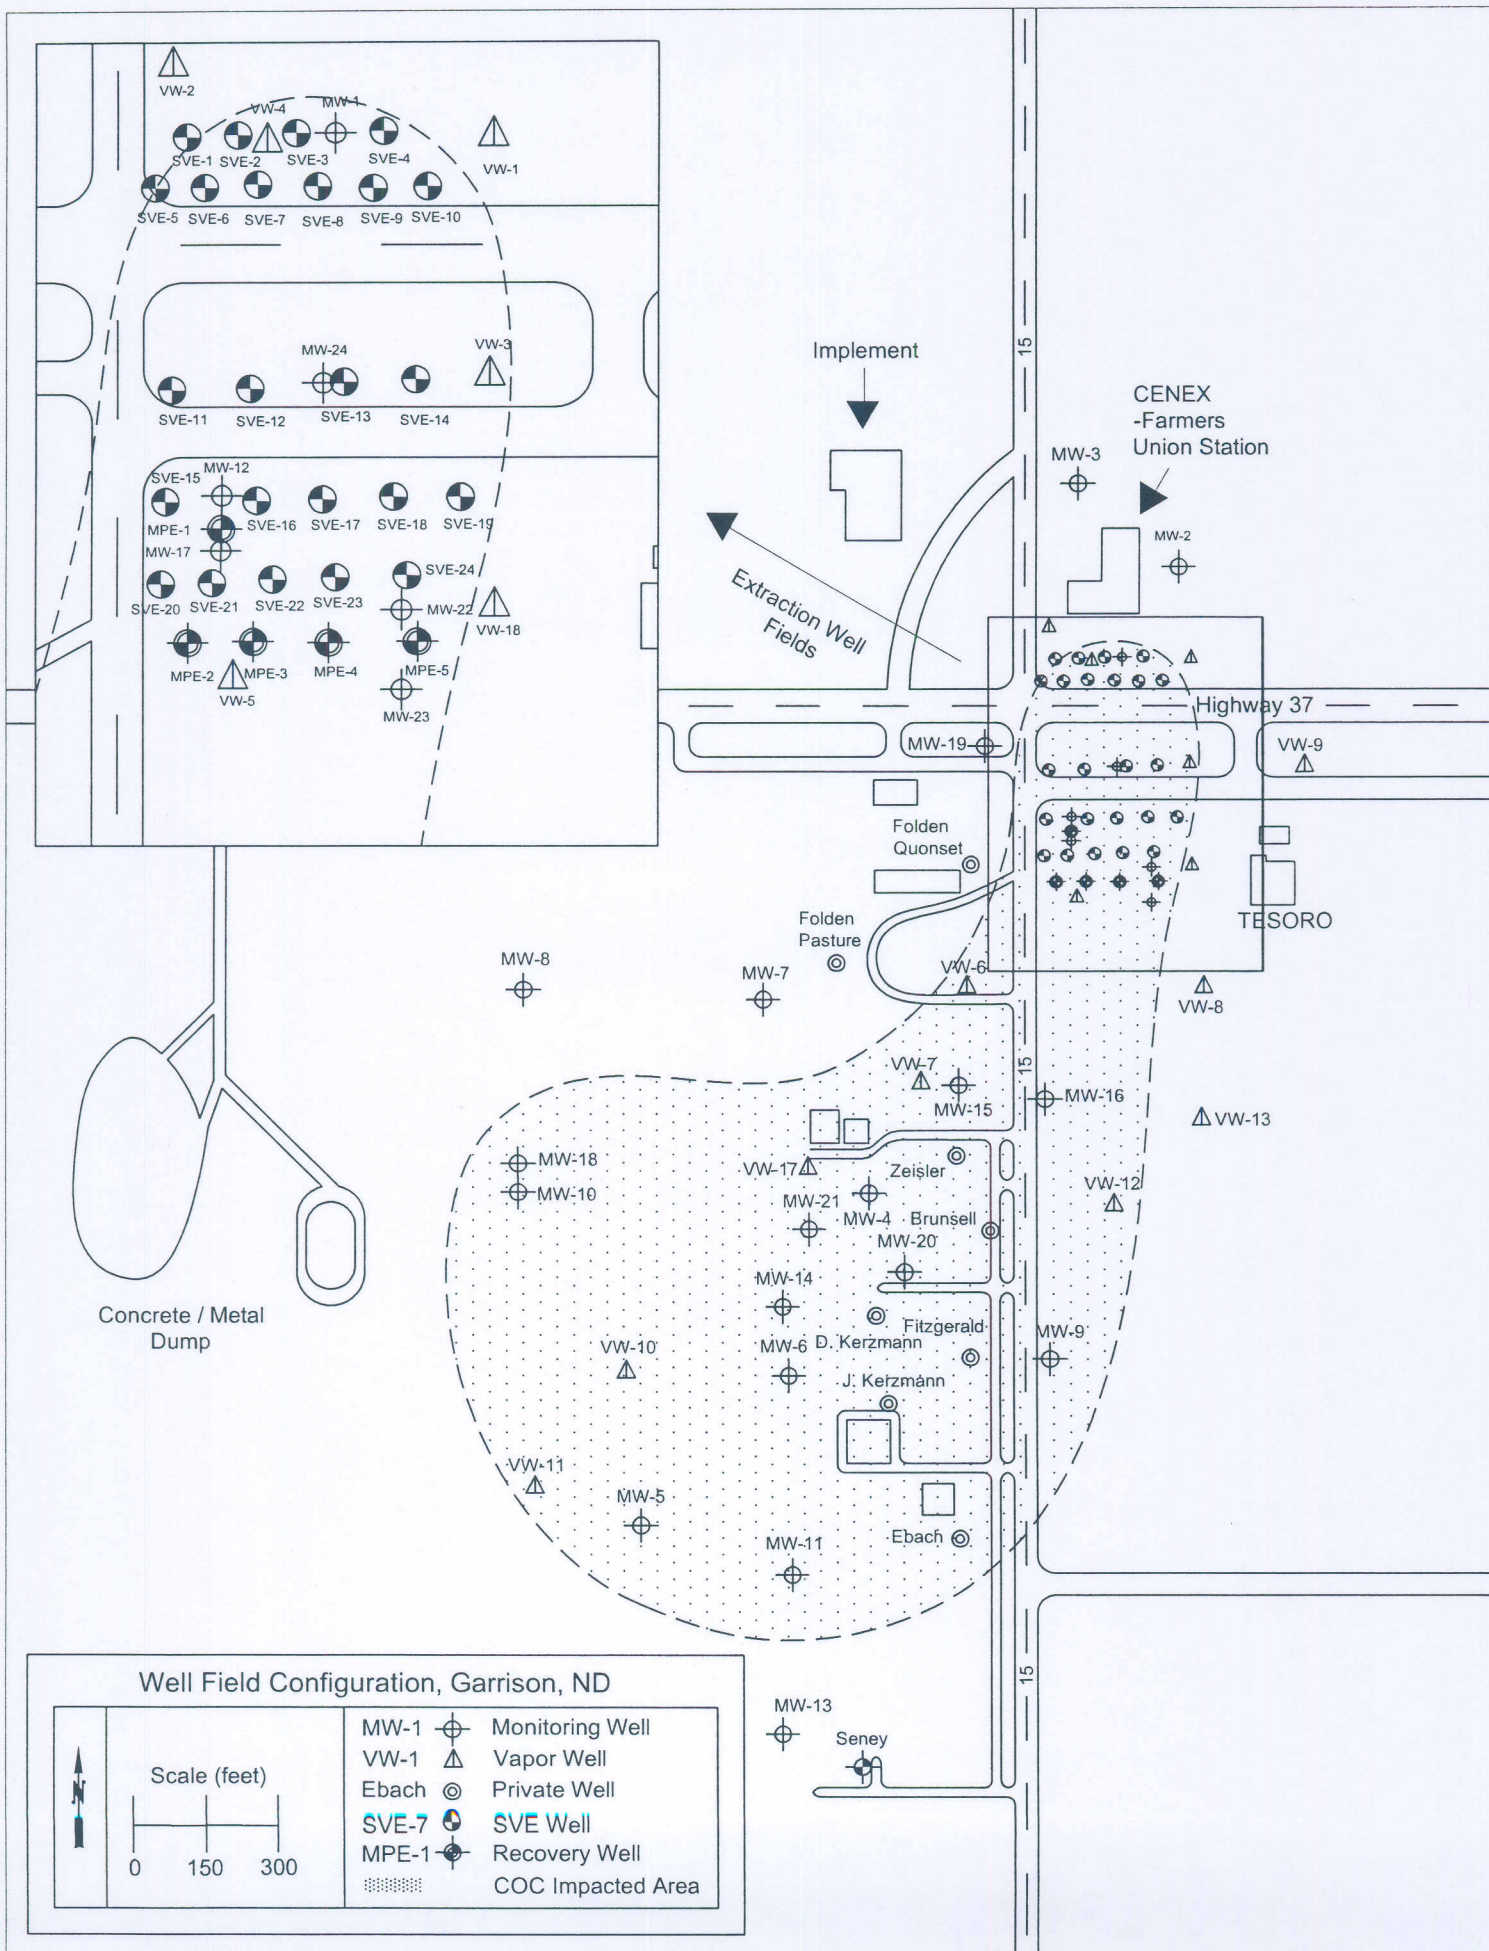 VW-2
VW-4
MW-1
SVE-1
SVE-2
SVE-3
SVE-4
VW-1
SVE-5
SVE-6
SVE-7
SVE-8
SVE-9
SVE-10
MW-24
VW-3
SVE-11
SVE-12
SVE-13
SVE-14
SVE-15
MW-12
MPE-1
SVE-16
SVE-17
SVE-18
SVE-19
MW-17
SVE-20
SVE-21
SVE-22
SVE-23
SVE-24
MW-22
VW-18
MPE-2
MPE-3
MPE-4
MPE-5
VW-5
MW-23
15
Implement
CENEX
-Farmers
Union Station
MW-3
MW-2
Extraction Well
Fields
Highway 37
MW-19
VW-9
Folden
Quonset
TESORO
Folden
Pasture
MW-8
MW-7
VW-6
VW-8
15
VW-7
MW-15
MW-16
VW-13
MW-18
MW-10
VW-17
Zeisler
VW-12
MW-21
MW-4
Brunsell
MW-20
MW-14
Concrete / Metal
Dump
Fitzgerald
MW-9
VW-10
MW-6
D. Kerzmann
J. Kerzmann
VW-11
MW-5
MW-11
Ebach
15
MW-13
Seney
Well Field Configuration, Garrison, ND
N
Scale (feet)
0 150 300
MW-1 Monitoring Well
VW-1 Vapor Well
Ebach Private Well
SVE-7 SVE Well
MPE-1 Recovery Well
COC Impacted Area